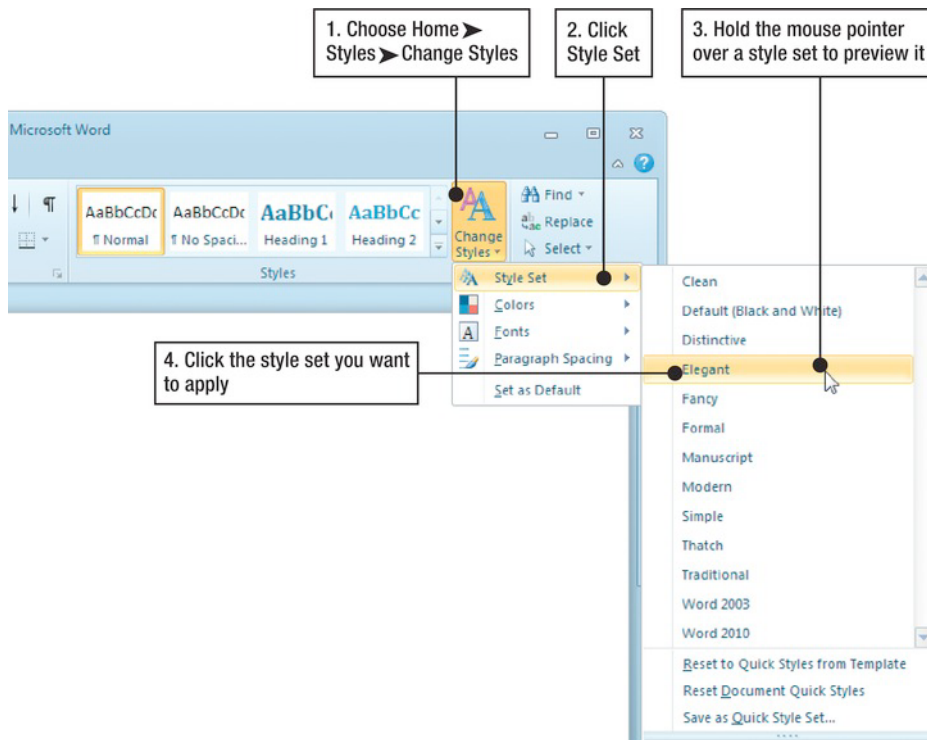 1. Choose Home ➤
Styles ➤ Change Styles
2. Click
Style Set
3. Hold the mouse pointer
over a style set to preview it
Microsoft Word
AaBbCcDc
AaBbCcDc
AaBbC
AaBbCc
¶ Normal
¶ No Spaci...
Heading 1
Heading 2
Change
Styles
Find
Replace
Select
Styles
Style Set
Colors
Fonts
Paragraph Spacing
Set as Default
4. Click the style set you want
to apply
Clean
Default (Black and White)
Distinctive
Elegant
Fancy
Formal
Manuscript
Modern
Simple
Thatch
Traditional
Word 2003
Word 2010
Reset to Quick Styles from Template
Reset Document Quick Styles
Save as Quick Style Set...